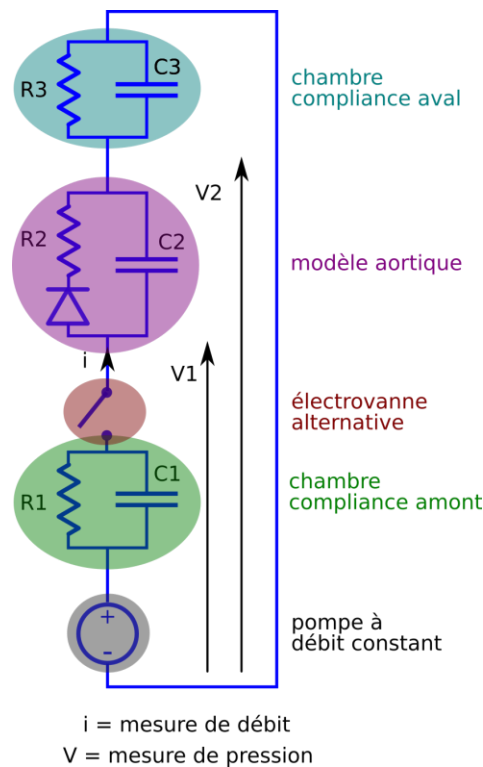 R3
C3
chambre
compliance aval
V2
R2
C2
modèle aortique
i
V1
électrovanne
alternative
R1
C1
chambre
compliance amont
+
-
pompe à
débit constant
i = mesure de débit
V = mesure de pression